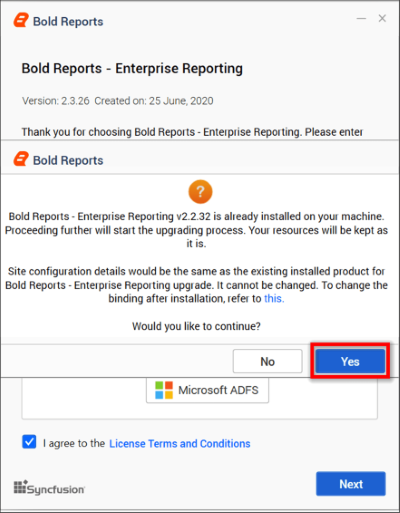 Bold Reports
Bold Reports - Enterprise Reporting
Version: 2.3.26 Created on: 25 June, 2020
Thank you for choosing Bold Reports - Enterprise Reporting. Please enter
Bold Reports
?
Bold Reports - Enterprise Reporting v2.2.32 is already installed on your machine.
Proceeding further will start the upgrading process. Your resources will be kept as
it is.
Site configuration details would be the same as the existing installed product for
Bold Reports - Enterprise Reporting upgrade. It cannot be changed. To change the
binding after installation, refer to this.
Would you like to continue?
No Yes
Microsoft ADFS
I agree to the License Terms and Conditions
Syncfusion Next